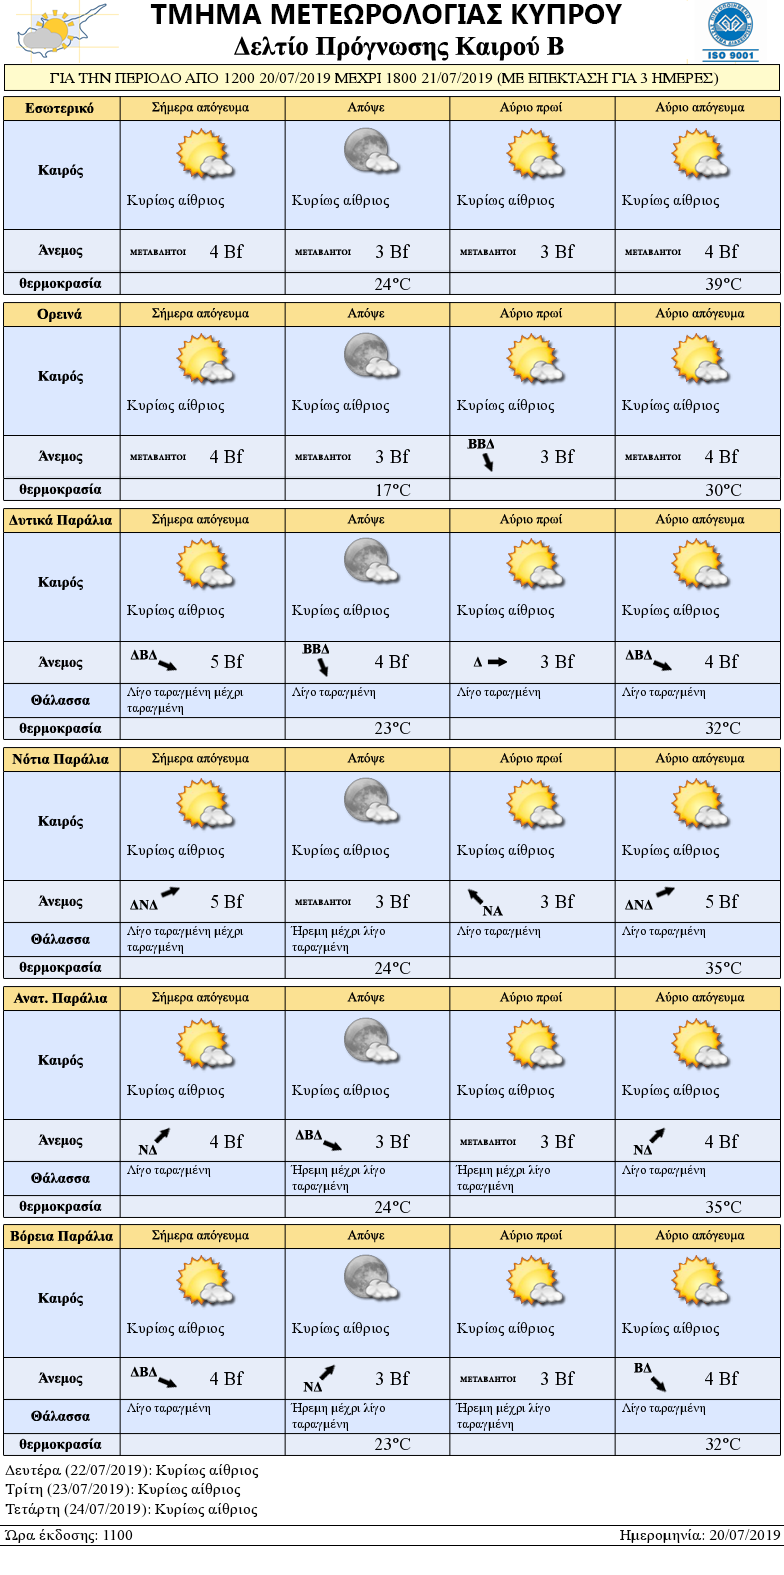 ΤΜΗΜΑ ΜΕΤΕΩΡΟΛΟΓΙΑΣ ΚΥΠΡΟΥ
Δελτίο Πρόγνωσης Καιρού Β
ISO 9001
ΓΙΑ ΤΗΝ ΠΕΡΙΟΔΟ ΑΠΟ 1200 20/07/2019 ΜΕΧΡΙ 1800 21/07/2019 (ΜΕ ΕΠΕΚΤΑΣΗ ΓΙΑ 3 ΗΜΕΡΕΣ)
Εσωτερικό Σήμερα απόγευμα Απόψε Αύριο πρωί Αύριο απόγευμα
Καιρός
Κυρίως αίθριος Κυρίως αίθριος Κυρίως αίθριος Κυρίως αίθριος
Άνεμος ΜΕΤΑΒΛΗΤΟΙ 4 Bf ΜΕΤΑΒΛΗΤΟΙ 3 Bf ΜΕΤΑΒΛΗΤΟΙ 3 Bf ΜΕΤΑΒΛΗΤΟΙ 4 Bf
θερμοκρασία 24°C 39°C
Ορεινά Σήμερα απόγευμα Απόψε Αύριο πρωί Αύριο απόγευμα
Καιρός
Κυρίως αίθριος Κυρίως αίθριος Κυρίως αίθριος Κυρίως αίθριος
Άνεμος ΜΕΤΑΒΛΗΤΟΙ 4 Bf ΜΕΤΑΒΛΗΤΟΙ 3 Bf ΒΒΔ 3 Bf ΜΕΤΑΒΛΗΤΟΙ 4 Bf
θερμοκρασία 17°C 30°C
Δυτικά Παράλια Σήμερα απόγευμα Απόψε Αύριο πρωί Αύριο απόγευμα
Καιρός
Κυρίως αίθριος Κυρίως αίθριος Κυρίως αίθριος Κυρίως αίθριος
Άνεμος ΔΒΔ 5 Bf ΒΒΔ 4 Bf Δ 3 Bf ΔΒΔ 4 Bf
Θάλασσα Λίγο ταραγμένη μέχρι Λίγο ταραγμένη Λίγο ταραγμένη Λίγο ταραγμένη
ταραγμένη
θερμοκρασία 23°C 32°C
Νότια Παράλια Σήμερα απόγευμα Απόψε Αύριο πρωί Αύριο απόγευμα
Καιρός
Κυρίως αίθριος Κυρίως αίθριος Κυρίως αίθριος Κυρίως αίθριος
Άνεμος ΔΝΔ 5 Bf ΜΕΤΑΒΛΗΤΟΙ 3 Bf ΝΑ 3 Bf ΔΝΔ 5 Bf
Θάλασσα Λίγο ταραγμένη μέχρι Ήρεμη μέχρι λίγο Λίγο ταραγμένη Λίγο ταραγμένη
ταραγμένη ταραγμένη
θερμοκρασία 24°C 35°C
Ανατ. Παράλια Σήμερα απόγευμα Απόψε Αύριο πρωί Αύριο απόγευμα
Καιρός
Κυρίως αίθριος Κυρίως αίθριος Κυρίως αίθριος Κυρίως αίθριος
Άνεμος ΝΔ 4 Bf ΔΒΔ 3 Bf ΜΕΤΑΒΛΗΤΟΙ 3 Bf ΝΔ 4 Bf
Θάλασσα Λίγο ταραγμένη Ήρεμη μέχρι λίγο Ήρεμη μέχρι λίγο Λίγο ταραγμένη
ταραγμένη ταραγμένη
θερμοκρασία 24°C 35°C
Βόρεια Παράλια Σήμερα απόγευμα Απόψε Αύριο πρωί Αύριο απόγευμα
Καιρός
Κυρίως αίθριος Κυρίως αίθριος Κυρίως αίθριος Κυρίως αίθριος
Άνεμος ΔΒΔ 4 Bf ΝΔ 3 Bf ΜΕΤΑΒΛΗΤΟΙ 3 Bf ΒΔ 4 Bf
Θάλασσα Λίγο ταραγμένη Ήρεμη μέχρι λίγο Ήρεμη μέχρι λίγο Λίγο ταραγμένη
ταραγμένη ταραγμένη
θερμοκρασία 23°C 32°C
Δευτέρα (22/07/2019): Κυρίως αίθριος
Τρίτη (23/07/2019): Κυρίως αίθριος
Τετάρτη (24/07/2019): Κυρίως αίθριος
Ώρα έκδοσης: 1100 Ημερομηνία: 20/07/2019